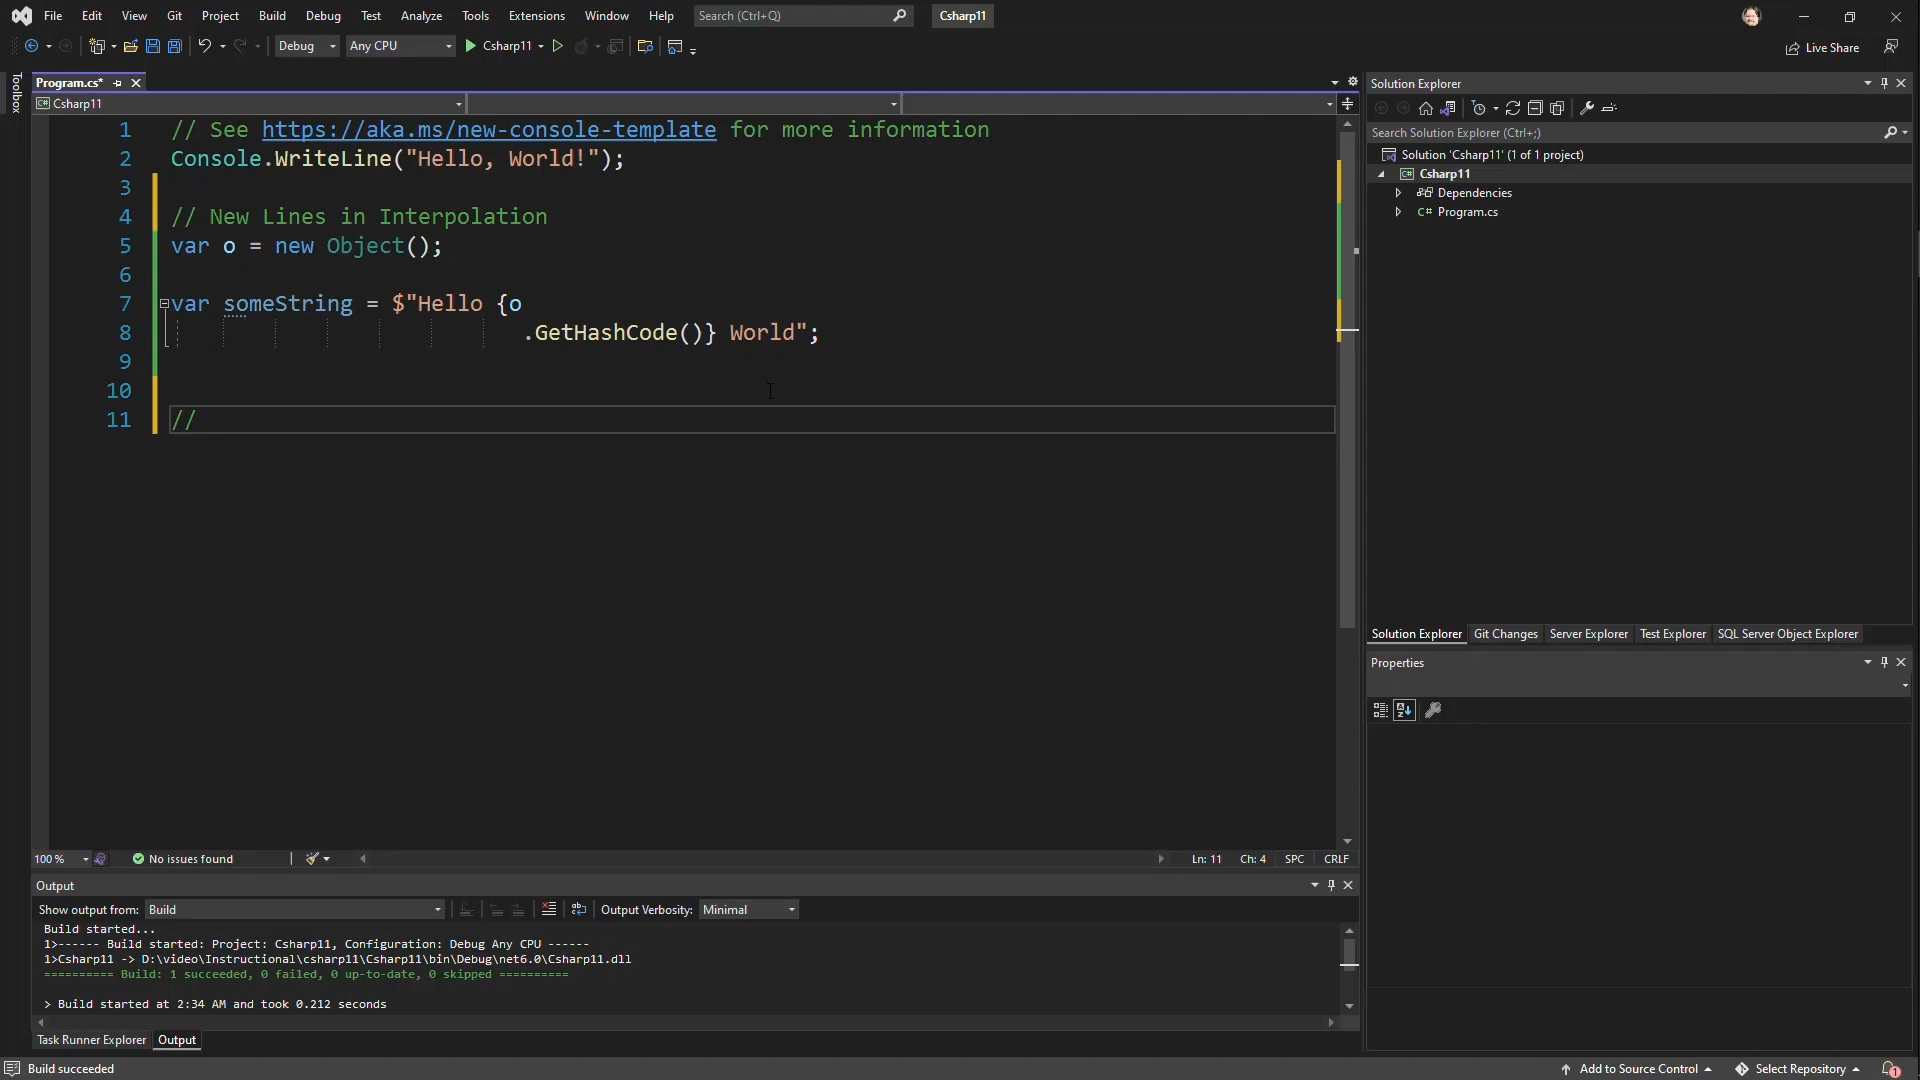 File Edit View Git Project Build Debug Test Analyze Tools Extensions Window Help Search (Ctrl+Q) Csharp11
Debug Any CPU Csharp11 Live Share
Toolbox
Program.cs*
Csharp11
1 // See https://aka.ms/new-console-template for more information
2 Console.WriteLine("Hello, World!");
3
4 // New Lines in Interpolation
5 var o = new Object();
6
7 var someString = $"Hello {o
8 .GetHashCode()} World";
9
10
11 //
100 % No issues found Ln: 11 Ch: 4 SPC CRLF
Output
Show output from: Build Output Verbosity: Minimal
Build started...
1>------ Build started: Project: Csharp11, Configuration: Debug Any CPU ------
1>Csharp11 -> D:\video\Instructional\csharp11\Csharp11\bin\Debug\net6.0\Csharp11.dll
========== Build: 1 succeeded, 0 failed, 0 up-to-date, 0 skipped ==========
> Build started at 2:34 AM and took 0.212 seconds
Task Runner Explorer Output
Solution Explorer
Search Solution Explorer (Ctrl+;)
Solution 'Csharp11' (1 of 1 project)
C# Csharp11
Dependencies
C# Program.cs
Solution Explorer Git Changes Server Explorer Test Explorer SQL Server Object Explorer
Properties
Build succeeded Add to Source Control Select Repository 1